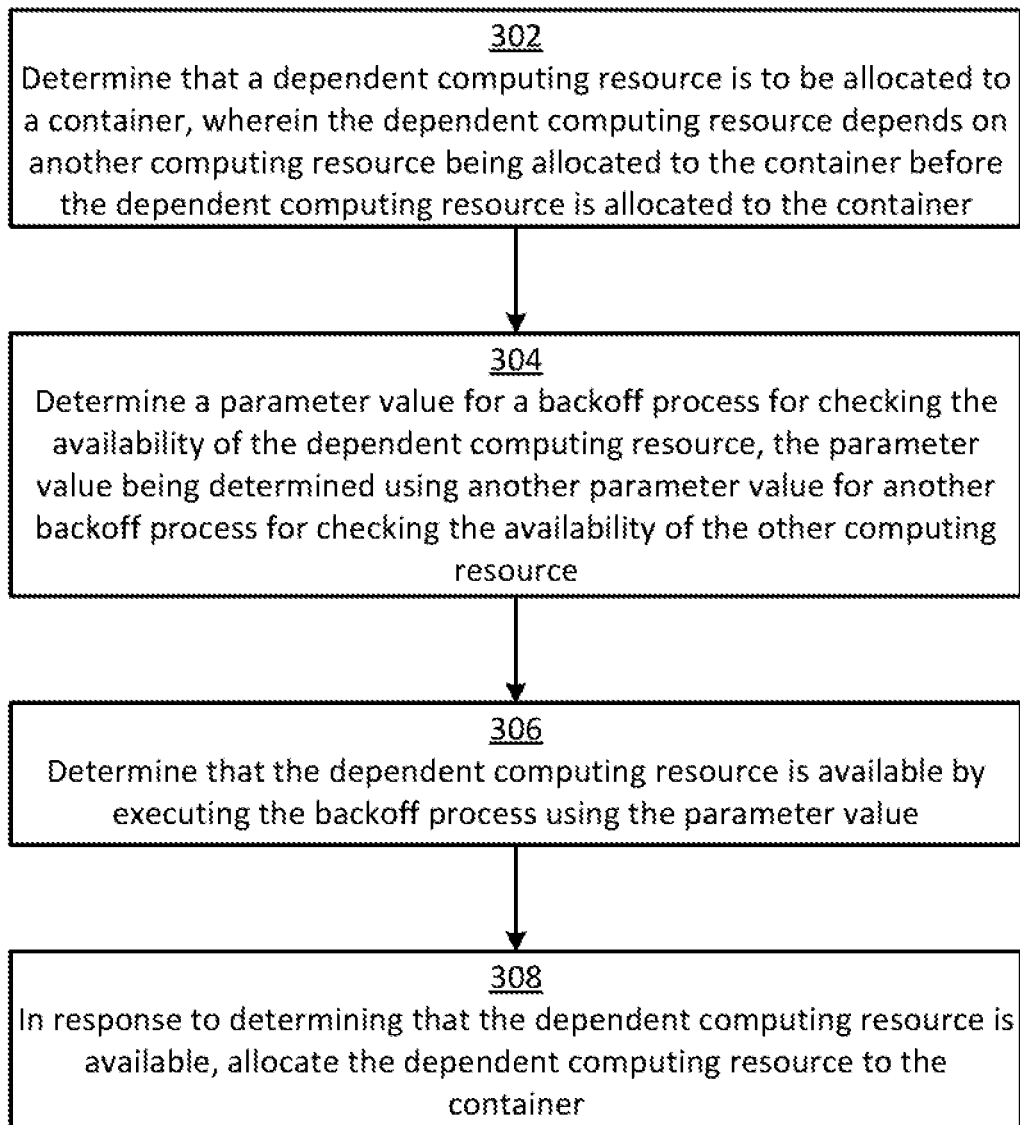 302
Determine that a dependent computing resource is to be allocated to
a container, wherein the dependent computing resource depends on
another computing resource being allocated to the container before
the dependent computing resource is allocated to the container
304
Determine a parameter value for a backoff process for checking the
availability of the dependent computing resource, the parameter
value being determined using another parameter value for another
backoff process for checking the availability of the other computing
resource
306
Determine that the dependent computing resource is available by
executing the backoff process using the parameter value
308
In response to determining that the dependent computing resource is
available, allocate the dependent computing resource to the
container